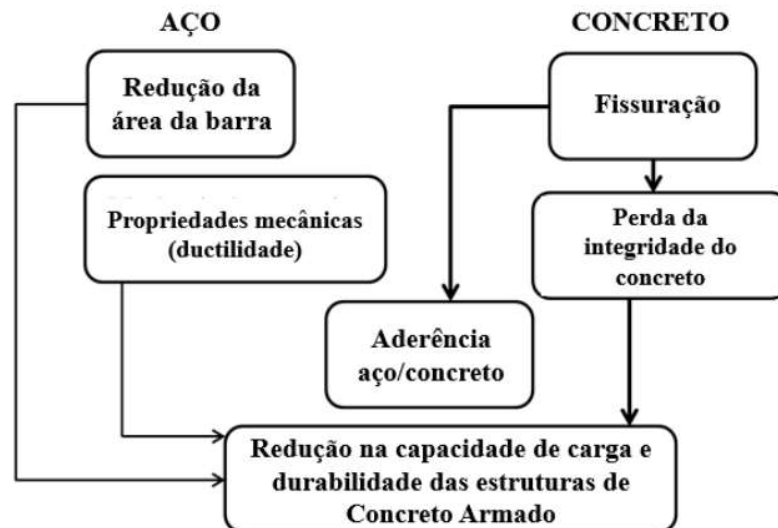 AÇO
CONCRETO
Redução da
área da barra
Fissuração
Propriedades mecânicas
(ductilidade)
Perda da
integridade do
concreto
Aderência
aço/concreto
Redução na capacidade de carga e
durabilidade das estruturas de
Concreto Armado